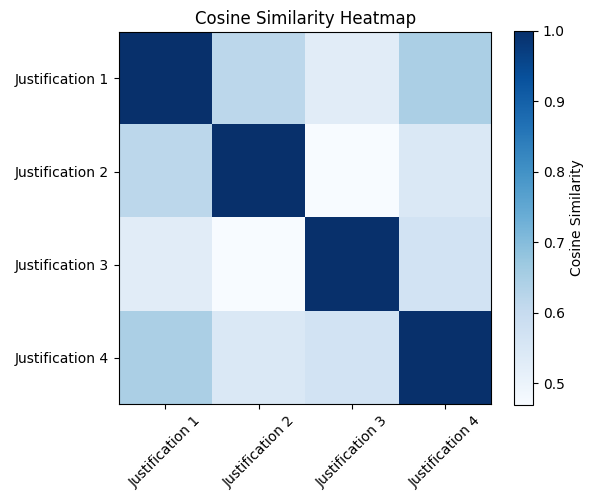 Cosine Similarity Heatmap
Justification 1
Justification 2
Justification 3
Justification 4
Justification 1
Justification 2
Justification 3
Justification 4
1.0
0.9
0.8
0.7
0.6
0.5
Cosine Similarity